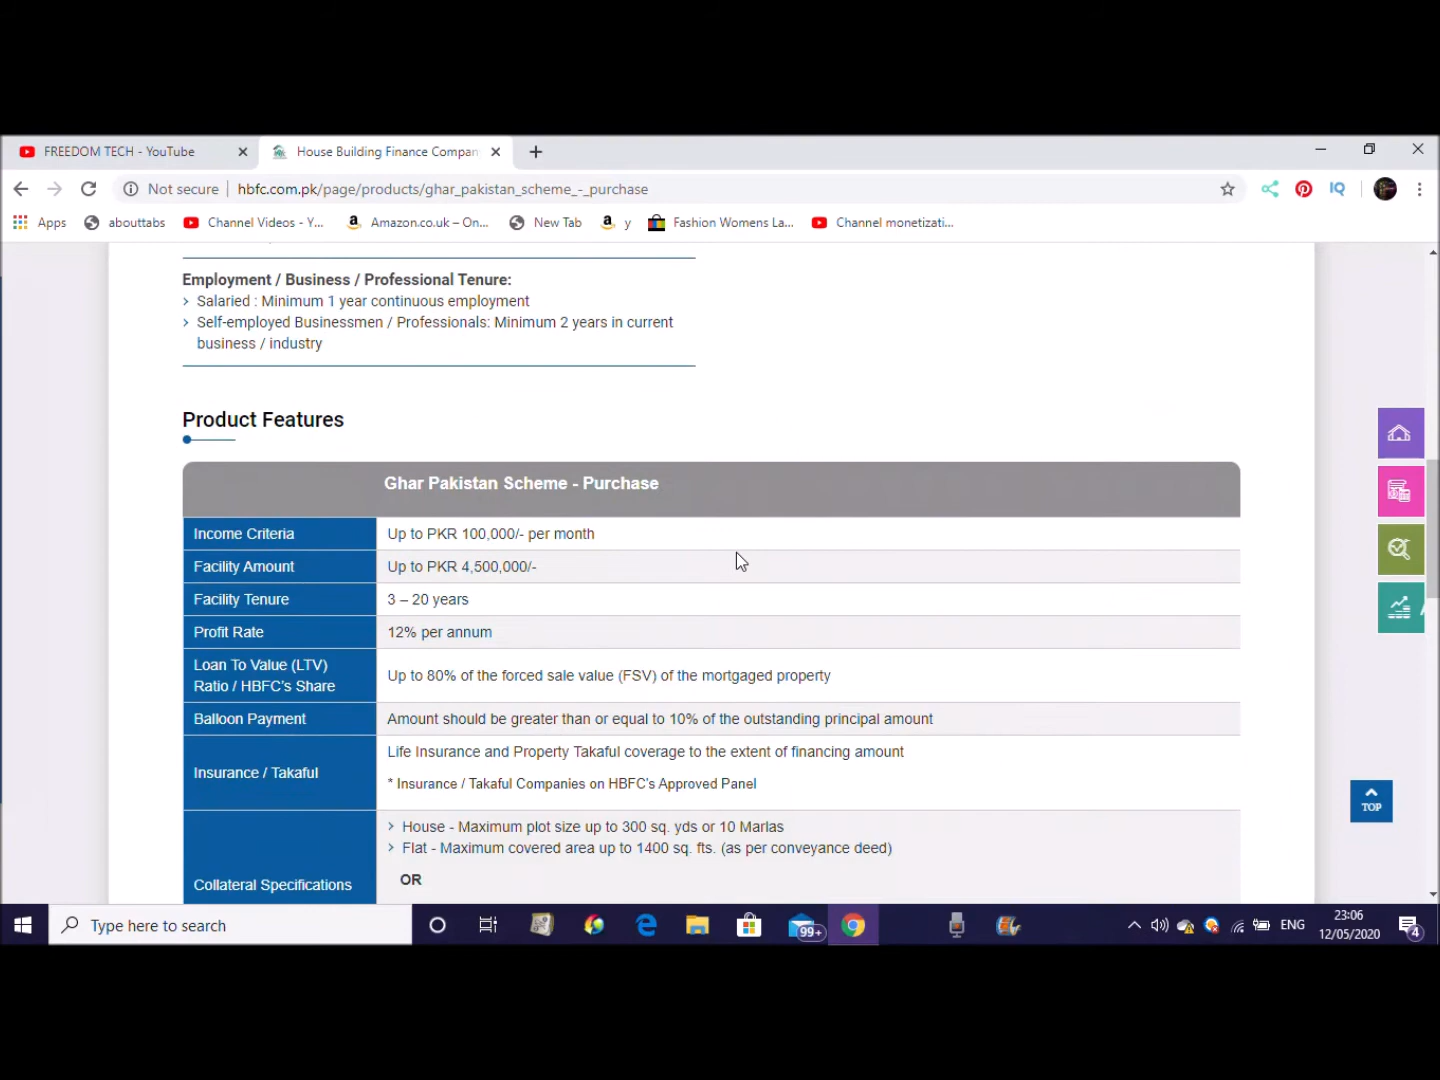 FREEDOM TECH - YouTube
House Building Finance Compan
Not secure
hbfc.com.pk/page/products/ghar_pakistan_scheme_-_purchase
IQ
Apps
abouttabs
Channel Videos - Y...
Amazon.co.uk – On...
New Tab
y
Fashion Womens La...
Channel monetizati...
Employment / Business / Professional Tenure:
Salaried : Minimum 1 year continuous employment
Self-employed Businessmen / Professionals: Minimum 2 years in current
business / industry
Product Features
Ghar Pakistan Scheme - Purchase
Income Criteria
Up to PKR 100,000/- per month
Facility Amount
Up to PKR 4,500,000/-
Facility Tenure
3 – 20 years
Profit Rate
12% per annum
Loan To Value (LTV)
Ratio / HBFC's Share
Up to 80% of the forced sale value (FSV) of the mortgaged property
Balloon Payment
Amount should be greater than or equal to 10% of the outstanding principal amount
Insurance / Takaful
Life Insurance and Property Takaful coverage to the extent of financing amount
* Insurance / Takaful Companies on HBFC's Approved Panel
Collateral Specifications
House - Maximum plot size up to 300 sq. yds or 10 Marlas
Flat - Maximum covered area up to 1400 sq. fts. (as per conveyance deed)
OR
TOP
Type here to search
99+
ENG
23:06
12/05/2020
4